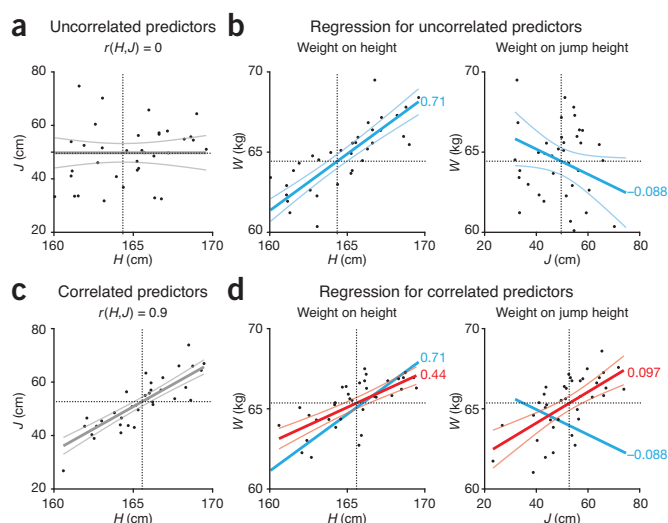 a Uncorrelated predictors
r(H,J) = 0
80
60
40
20
J (cm)
160
165
170
H (cm)
b Regression for uncorrelated predictors
Weight on height
70
65
60
W (kg)
0.71
160
165
170
H (cm)
Weight on jump height
70
65
60
W (kg)
−0.088
20
40
60
80
J (cm)
c Correlated predictors
r(H,J) = 0.9
80
60
40
20
J (cm)
160
165
170
H (cm)
d Regression for correlated predictors
Weight on height
70
65
60
W (kg)
0.71
0.44
160
165
170
H (cm)
Weight on jump height
70
65
60
W (kg)
0.097
−0.088
20
40
60
80
J (cm)